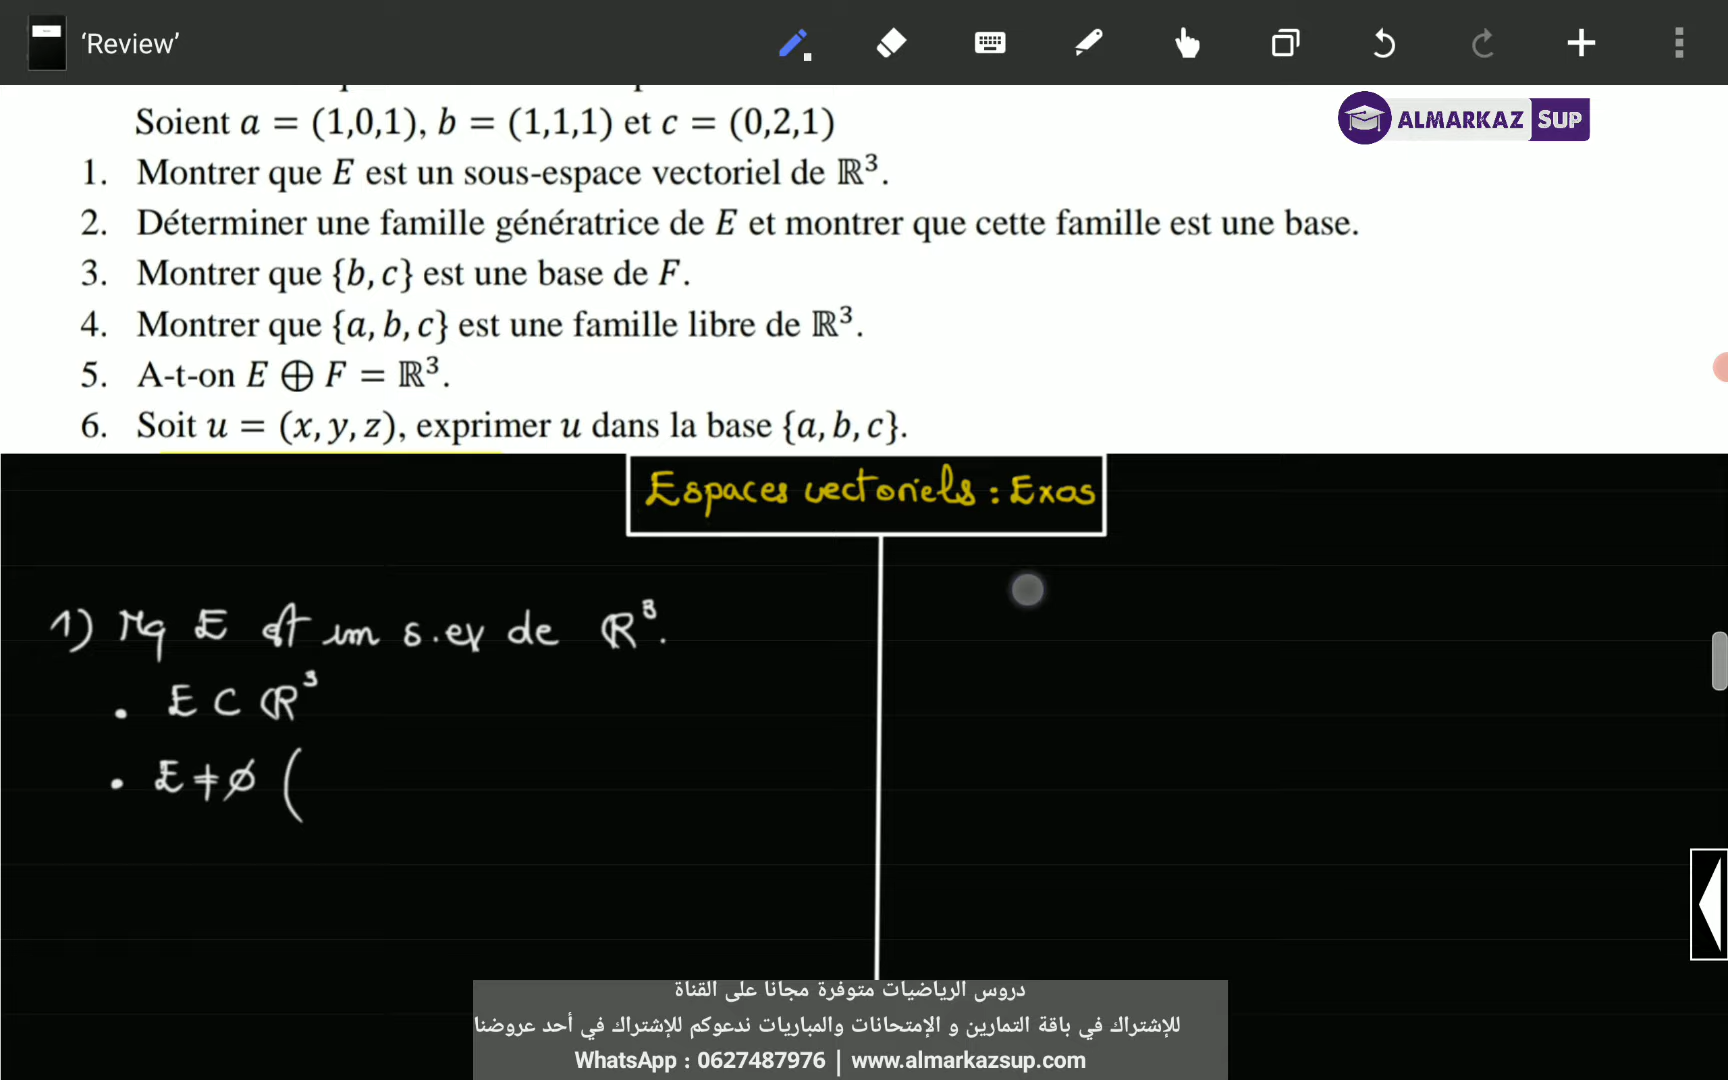 ‘Review’
Soient a = (1,0,1), b = (1,1,1) et c = (0,2,1)
ALMARKAZ SUP
1. Montrer que E est un sous-espace vectoriel de ℝ³.
2. Déterminer une famille génératrice de E et montrer que cette famille est une base.
3. Montrer que {b, c} est une base de F.
4. Montrer que {a, b, c} est une famille libre de ℝ³.
5. A-t-on E ⊕ F = ℝ³.
6. Soit u = (x, y, z), exprimer u dans la base {a, b, c}.
Espaces vectoriels : Exos
1) Mq E est un s.ev de ℝ³.
. E ⊂ ℝ³
. E ≠ ∅ (
دروس الرياضيات متوفرة مجانا على القناة
للإشتراك في باقة التمارين و الإمتحانات والمباريات ندعوكم للإشتراك في أحد عروضنا
WhatsApp : 0627487976 | www.almarkazsup.com